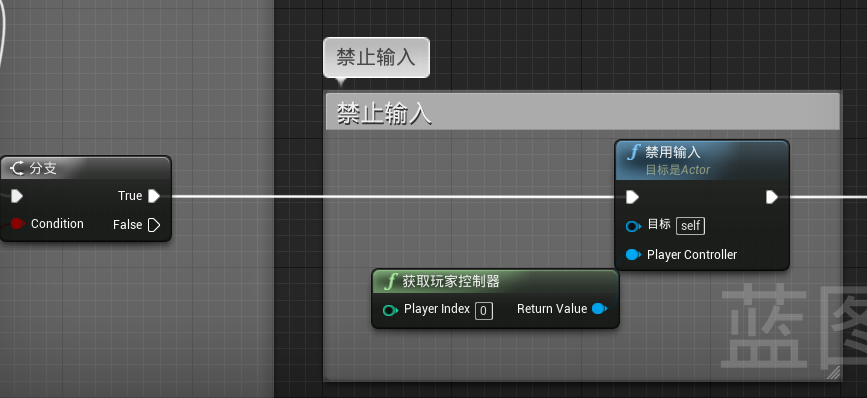 禁止输入
禁止输入
分支
True
Condition
False
禁用输入
目标是Actor
目标 self
Player Controller
获取玩家控制器
Player Index 0
Return Value
蓝图